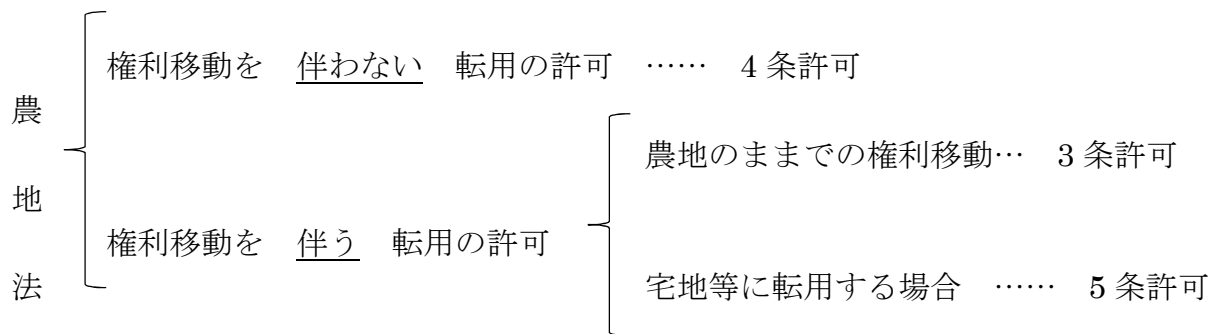 農地法
権利移動を 伴わない 転用の許可 …… 4条許可
権利移動を 伴う 転用の許可
農地のままでの権利移動… 3条許可
宅地等に転用する場合 …… 5条許可